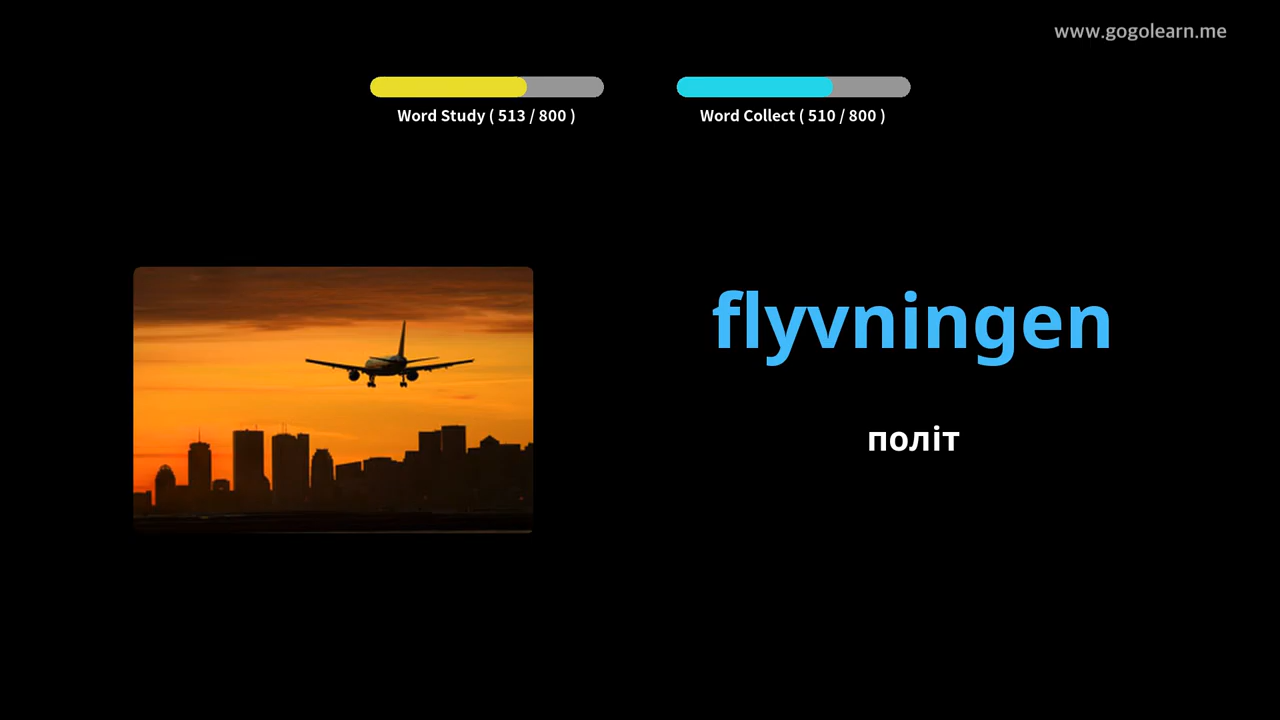 www.gogolearn.me
Word Study ( 513 / 800 )
Word Collect ( 510 / 800 )
flyvningen
політ